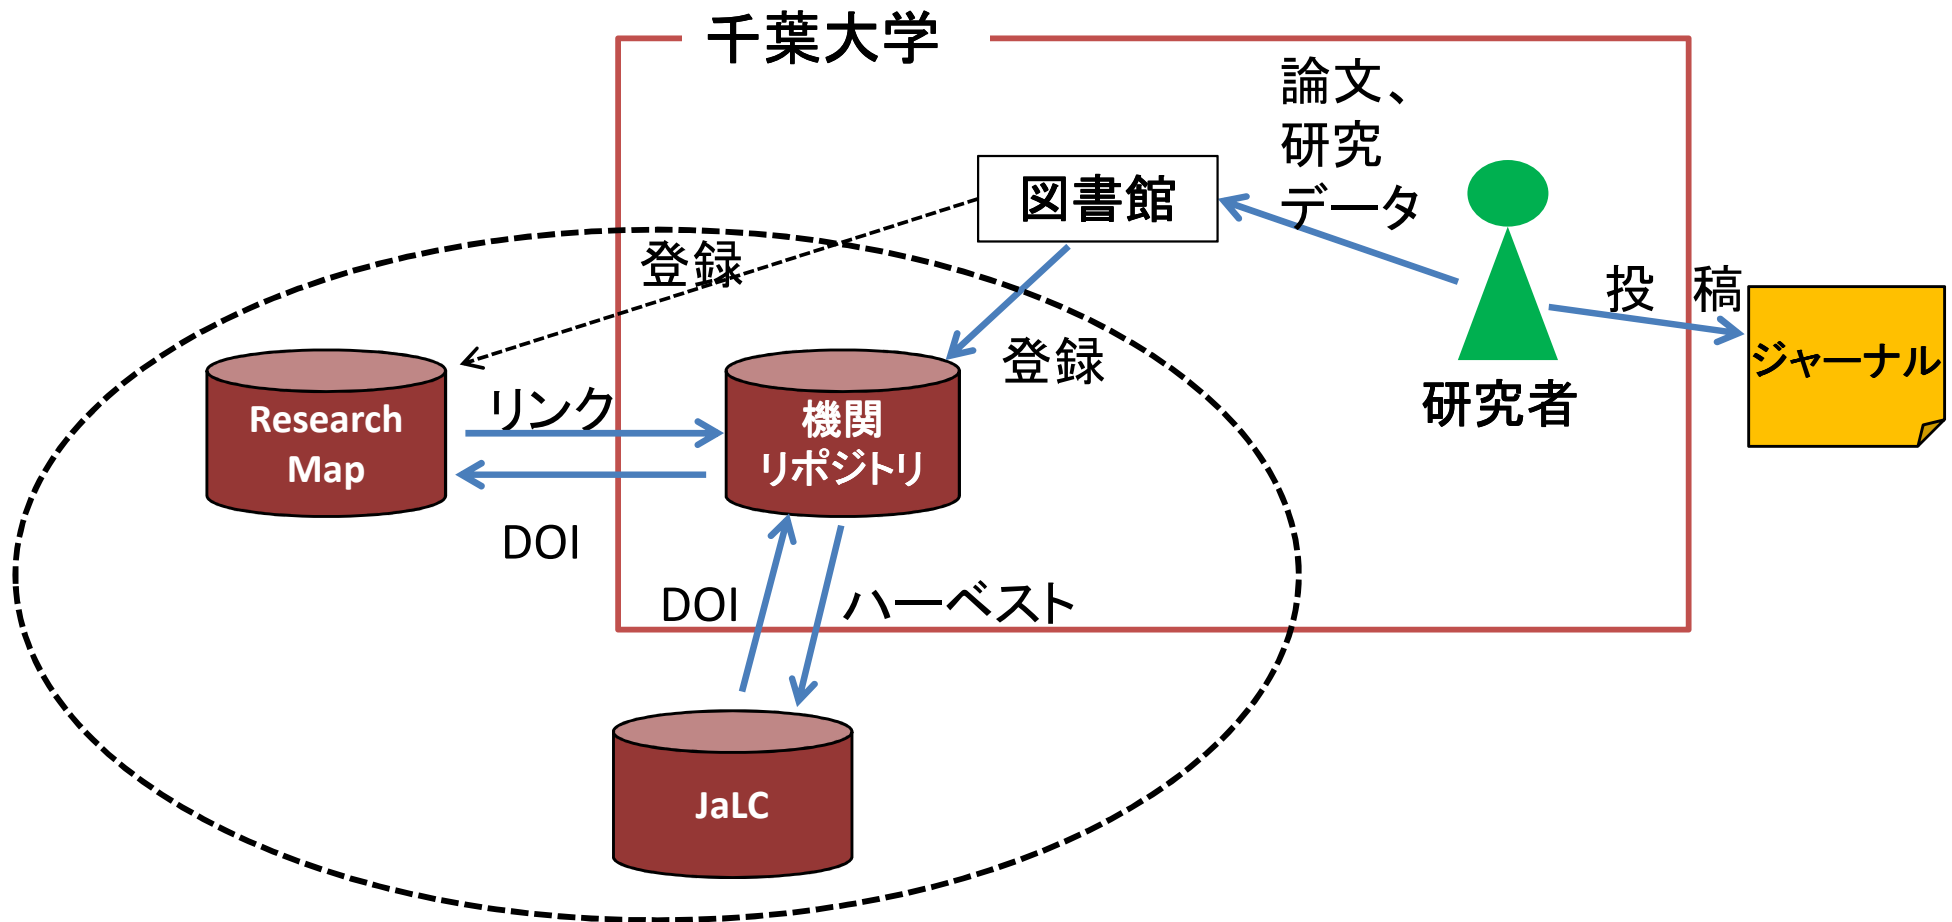 千葉大学
論文、
研究
データ
図書館
登録
投 稿
登録
ジャーナル
研究者
リンク
Research
Map
機関
リポジトリ
DOI
DOI
ハーベスト
JaLC